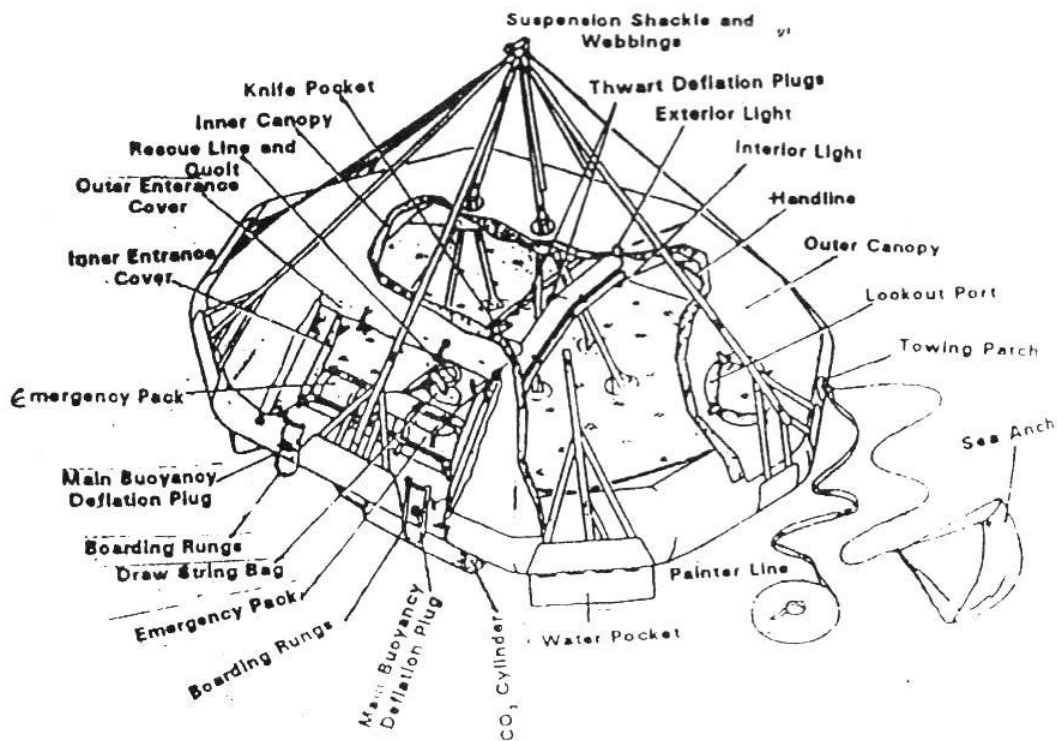 Suspension Shackle and
Webbings
Knife Pocket
Thwart Deflation Plugs
Inner Canopy
Exterior Light
Rescue Line and
Quoit
Interior Light
Outer Enterance
Cover
Handline
Inner Entrance
Cover
Outer Canopy
Lookout Port
Towing Patch
Emergency Pack
Sea Anch
Main Buoyancy
Deflation Plug
Boarding Rungs
Draw String Bag
Painter Line
Emergency Pack
Water Pocket
Boarding Rungs
Main Buoyancy
Deflation Plug
CO, Cylinder